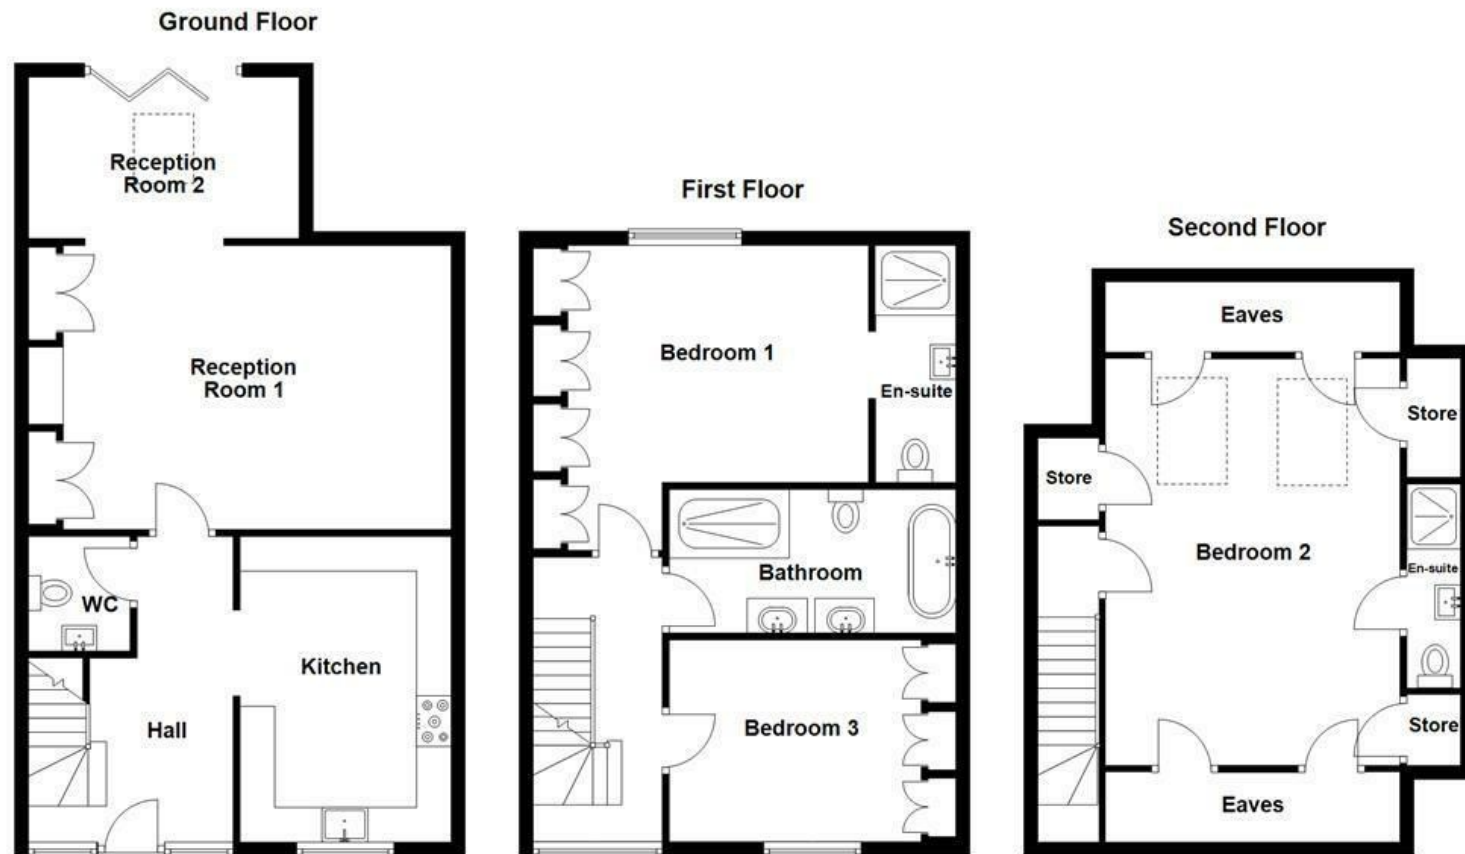 Ground Floor
Reception
Room 2
Reception
Room 1
WC
Kitchen
Hall
First Floor
Bedroom 1
En-suite
Bathroom
Bedroom 3
Second Floor
Eaves
Store
Store
Bedroom 2
En-suite
Store
Eaves